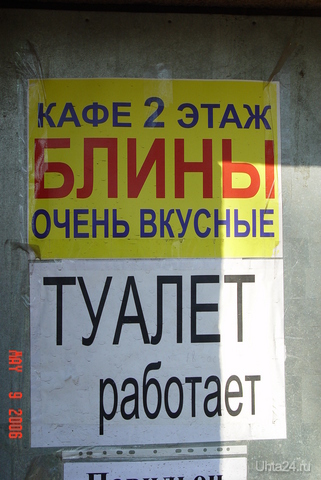 КАФЕ 2 ЭТАЖ
БЛИНЫ
ОЧЕНЬ ВКУСНЫЕ
ТУАЛЕТ
работает
MAY 9 2006
Uhta24.ru